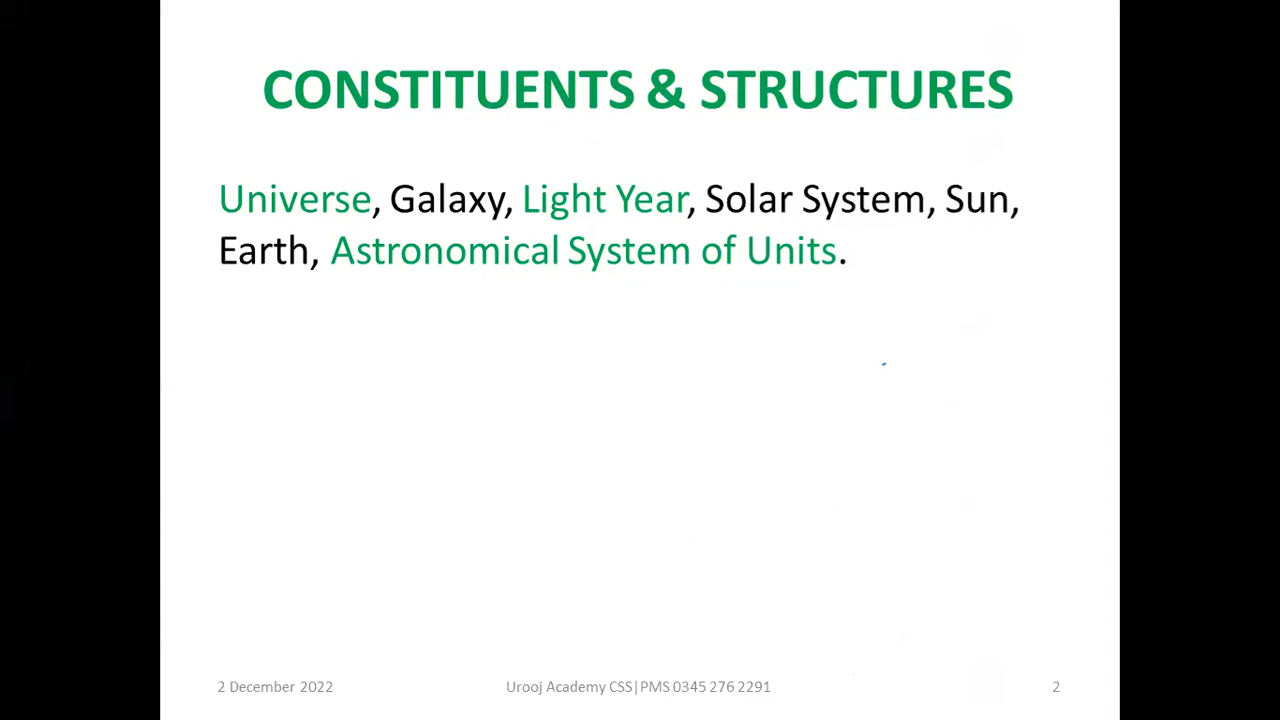 CONSTITUENTS & STRUCTURES
Universe, Galaxy, Light Year, Solar System, Sun,
Earth, Astronomical System of Units.
2 December 2022
Urooj Academy CSS|PMS 0345 276 2291
2